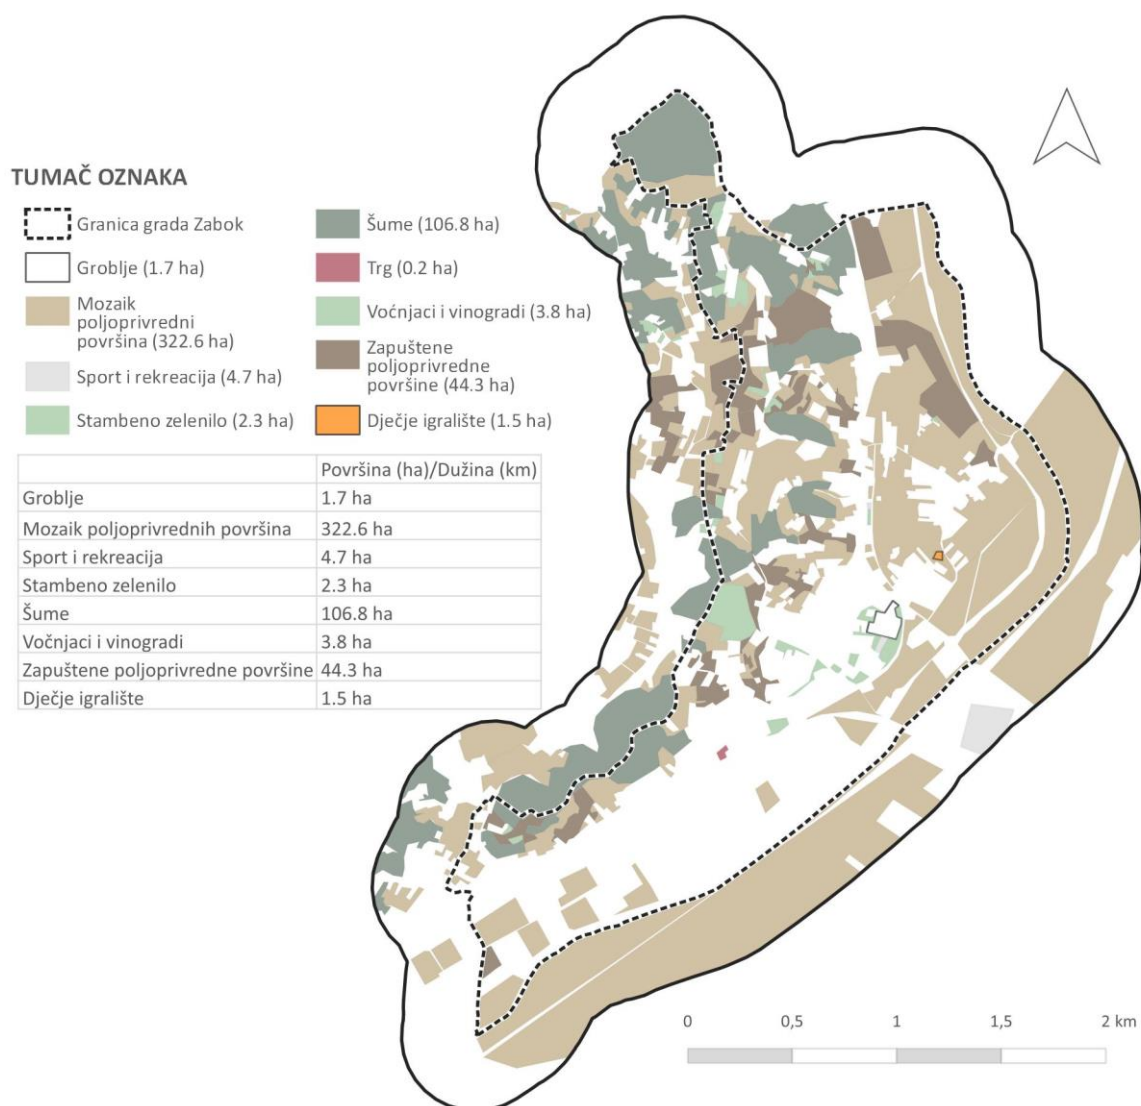 TUMAČ OZNAKA
Granica grada Zabok
Groblje (1.7 ha)
Mozaik
poljoprivredni
površina (322.6 ha)
Sport i rekreacija (4.7 ha)
Stambeno zelenilo (2.3 ha)
Šume (106.8 ha)
Trg (0.2 ha)
Voćnjaci i vinogradi (3.8 ha)
Zapuštene
poljoprivredne
površine (44.3 ha)
Dječje igralište (1.5 ha)
Površina (ha)/Dužina (km)
Groblje 1.7 ha
Mozaik poljoprivrednih površina 322.6 ha
Sport i rekreacija 4.7 ha
Stambeno zelenilo 2.3 ha
Šume 106.8 ha
Vočnjaci i vinogradi 3.8 ha
Zapuštene poljoprivredne površine 44.3 ha
Dječje igralište 1.5 ha
0 0,5 1 1,5 2 km